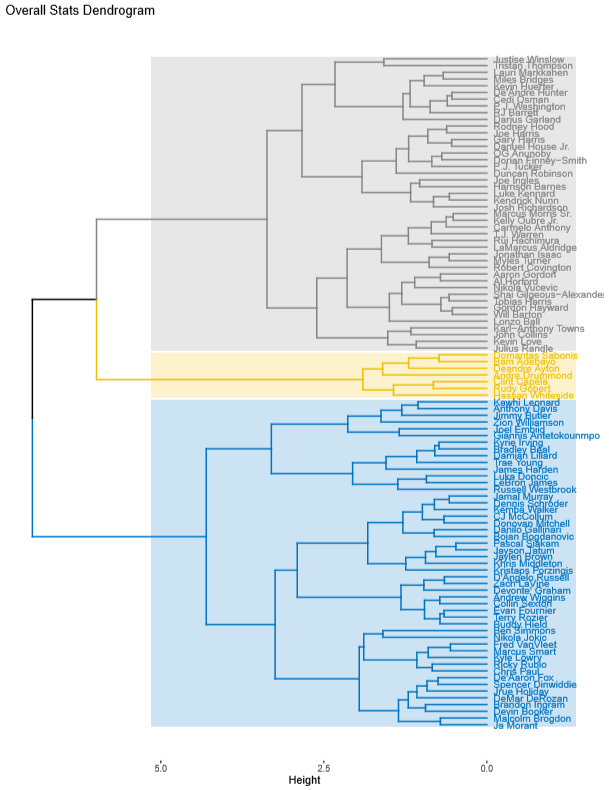 Overall Stats Dendrogram
Justise Winslow
Tristan Thompson
Lauri Markkahen
Miles Bridges
Kevin Huerter
De'Andre Hunter
Cedi Osman
P.J. Washington
RJ Barrett
Darius Garland
Rodney Hood
Joe Harris
Gary Harris
Danuel House Jr.
OG Anunoby
Dorian Finney-Smith
P.J. Tucker
Duncan Robinson
Joe Ingles
Harrison Barnes
Luke Kennard
Kendrick Nunn
Josh Richardson
Marcus Morris Sr.
Kelly Oubre Jr.
Carmelo Anthony
T.J. Warren
Rui Hachimura
LaMarcus Aldridge
Jonathan Isaac
Myles Turner
Robert Covington
Aaron Gordon
Al Horford
Nikola Vucevic
Shai Gilgeous-Alexander
Tobias Harris
Gordon Hayward
Will Barton
Lonzo Ball
Karl-Anthony Towns
John Collins
Kevin Love
Julius Randle
Domantas Sabonis
Bam Adebayo
Deandre Ayton
Andre Drummond
Clint Capela
Rudy Gobert
Hassan Whiteside
Kawhi Leonard
Anthony Davis
Jimmy Butler
Zion Williamson
Joel Embiid
Giannis Antetokounmpo
Kyrie Irving
Bradley Beal
Damian Lillard
Trae Young
James Harden
Luka Doncic
LeBron James
Russell Westbrook
Jamal Murray
Dennis Schroder
Kemba Walker
CJ McCollum
Donovan Mitchell
Danilo Gallinari
Bojan Bogdanovic
Pascal Siakam
Jayson Tatum
Jaylen Brown
Khris Middleton
Kristaps Porzingis
D'Angelo Russell
Zach LaVine
Devonte' Graham
Andrew Wiggins
Collin Sexton
Evan Fournier
Terry Rozier
Buddy Hield
Ben Simmons
Nikola Jokic
Fred VanVleet
Marcus Smart
Kyle Lowry
Ricky Rubio
Chris Paul
De'Aaron Fox
Spencer Dinwiddie
Jrue Holiday
DeMar DeRozan
Brandon Ingram
Devin Booker
Malcolm Brogdon
Ja Morant
5.0 2.5 0.0
Height